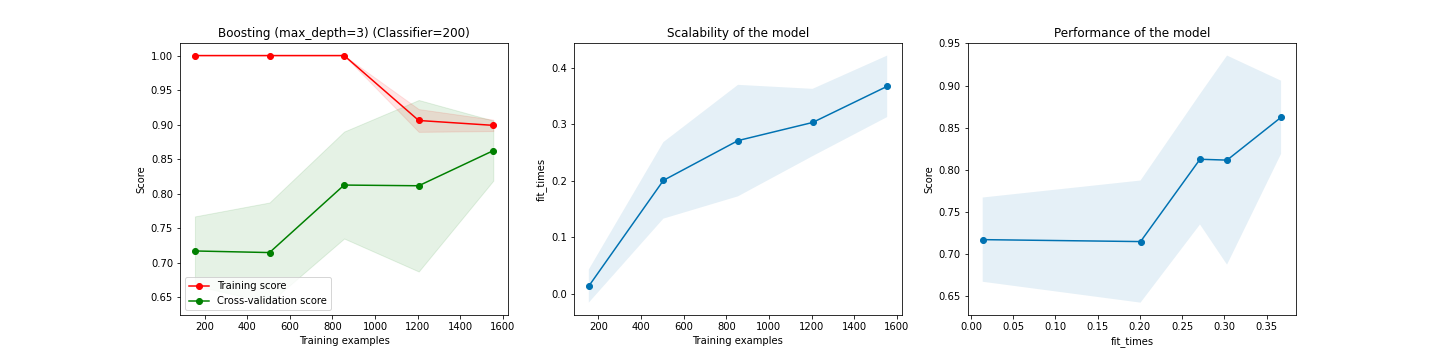 Boosting (max_depth=3) (Classifier=200)
1.00
0.95
0.90
0.85
0.80
0.75
0.70
0.65
Score
Training score
Cross-validation score
200 400 600 800 1000 1200 1400 1600
Training examples
Scalability of the model
0.4
0.3
0.2
0.1
0.0
fit_times
200 400 600 800 1000 1200 1400 1600
Training examples
Performance of the model
0.95
0.90
0.85
0.80
0.75
0.70
0.65
Score
0.00 0.05 0.10 0.15 0.20 0.25 0.30 0.35
fit_times